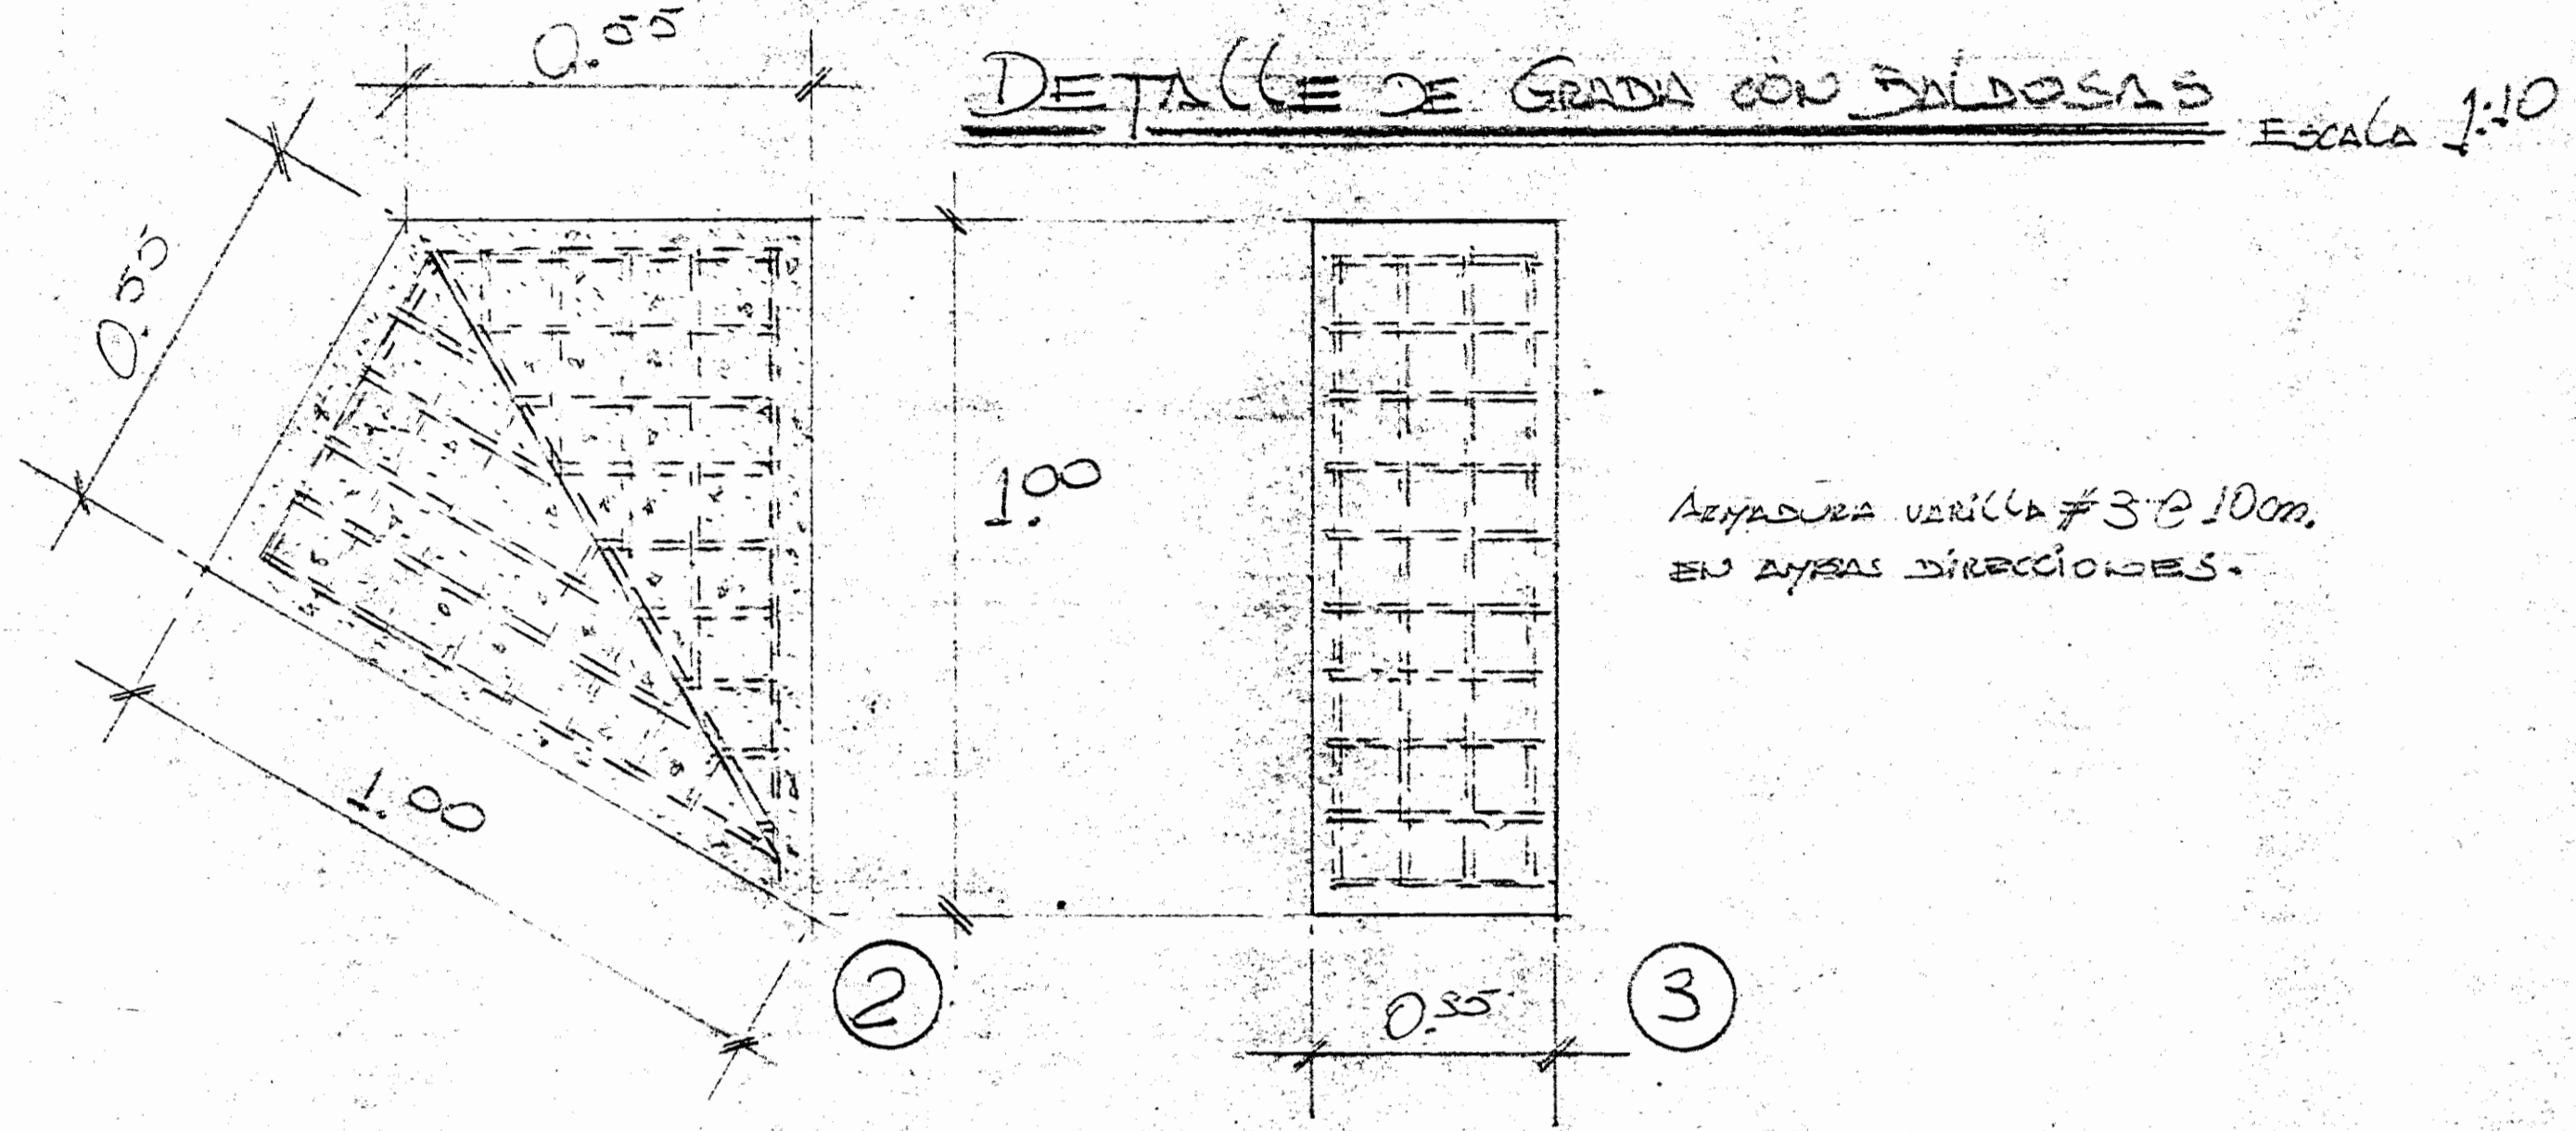 0.55
DETALLE DE GRADA CON BALDOSAS ESCALA 1:10
0.55
1.00
ARMADURA VARILLA #3 @ 10cm.
EN AMBAS DIRECCIONES.
1.00
2
0.35
3